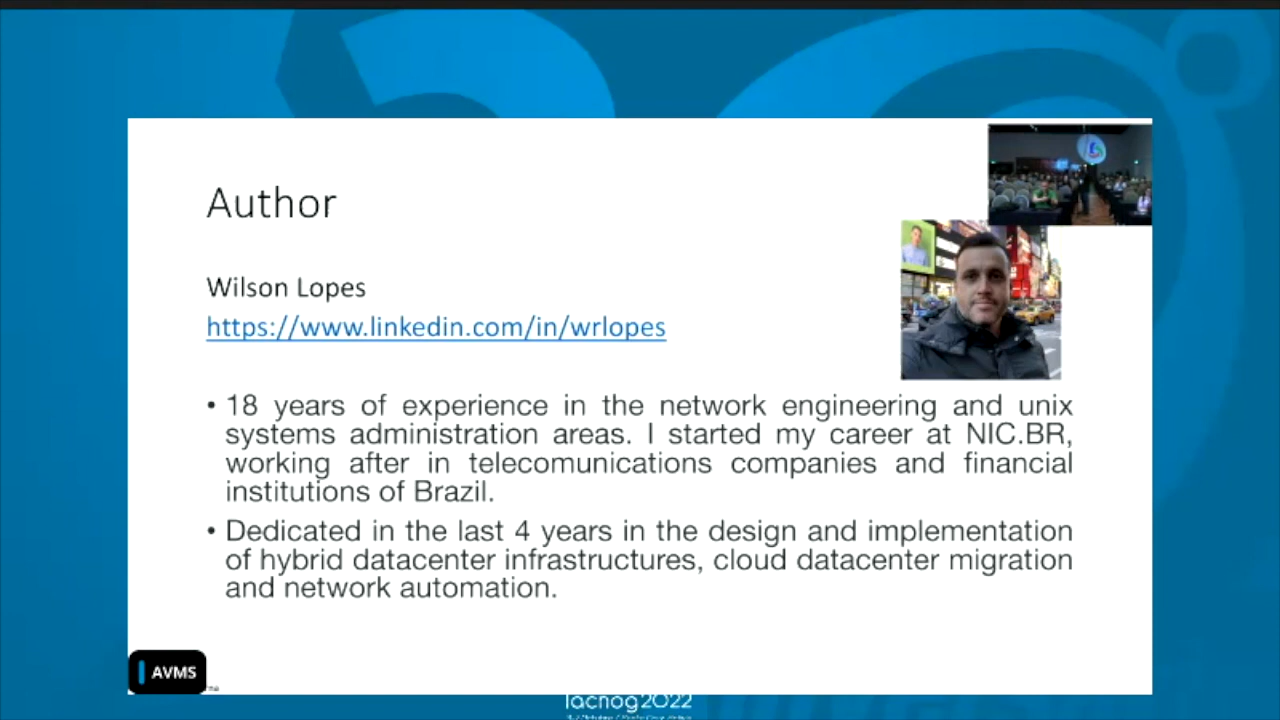 Author
Wilson Lopes
https://www.linkedin.com/in/wrlopes
• 18 years of experience in the network engineering and unix
systems administration areas. I started my career at NIC.BR,
working after in telecomunications companies and financial
institutions of Brazil.
• Dedicated in the last 4 years in the design and implementation
of hybrid datacenter infrastructures, cloud datacenter migration
and network automation.
AVMS
lacnog2022